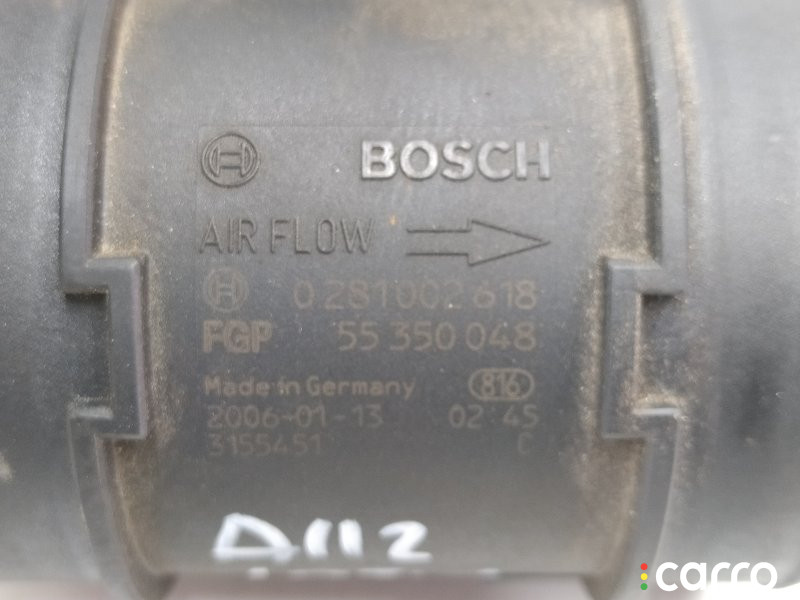 BOSCH
AIR FLOW
0 281 002 618
FGP 55 350 048
Made in Germany 816
2006-01-13 02:45
3155451 C
A112
carro